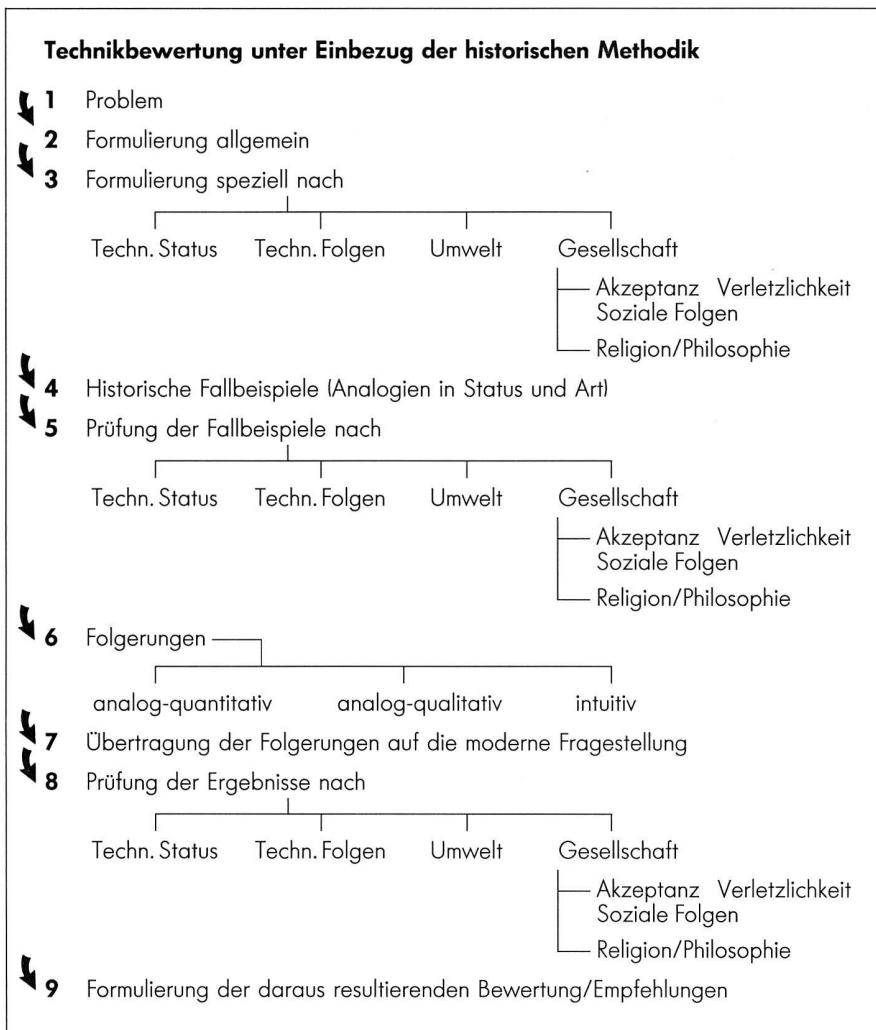 Technikbewertung unter Einbezug der historischen Methodik
1 Problem
2 Formulierung allgemein
3 Formulierung speziell nach
Techn. Status Techn. Folgen Umwelt Gesellschaft
Akzeptanz Verletzlichkeit
Soziale Folgen
Religion/Philosophie
4 Historische Fallbeispiele (Analogien in Status und Art)
5 Prüfung der Fallbeispiele nach
Techn. Status Techn. Folgen Umwelt Gesellschaft
Akzeptanz Verletzlichkeit
Soziale Folgen
Religion/Philosophie
6 Folgerungen
analog-quantitativ analog-qualitativ intuitiv
7 Übertragung der Folgerungen auf die moderne Fragestellung
8 Prüfung der Ergebnisse nach
Techn. Status Techn. Folgen Umwelt Gesellschaft
Akzeptanz Verletzlichkeit
Soziale Folgen
Religion/Philosophie
9 Formulierung der daraus resultierenden Bewertung/Empfehlungen